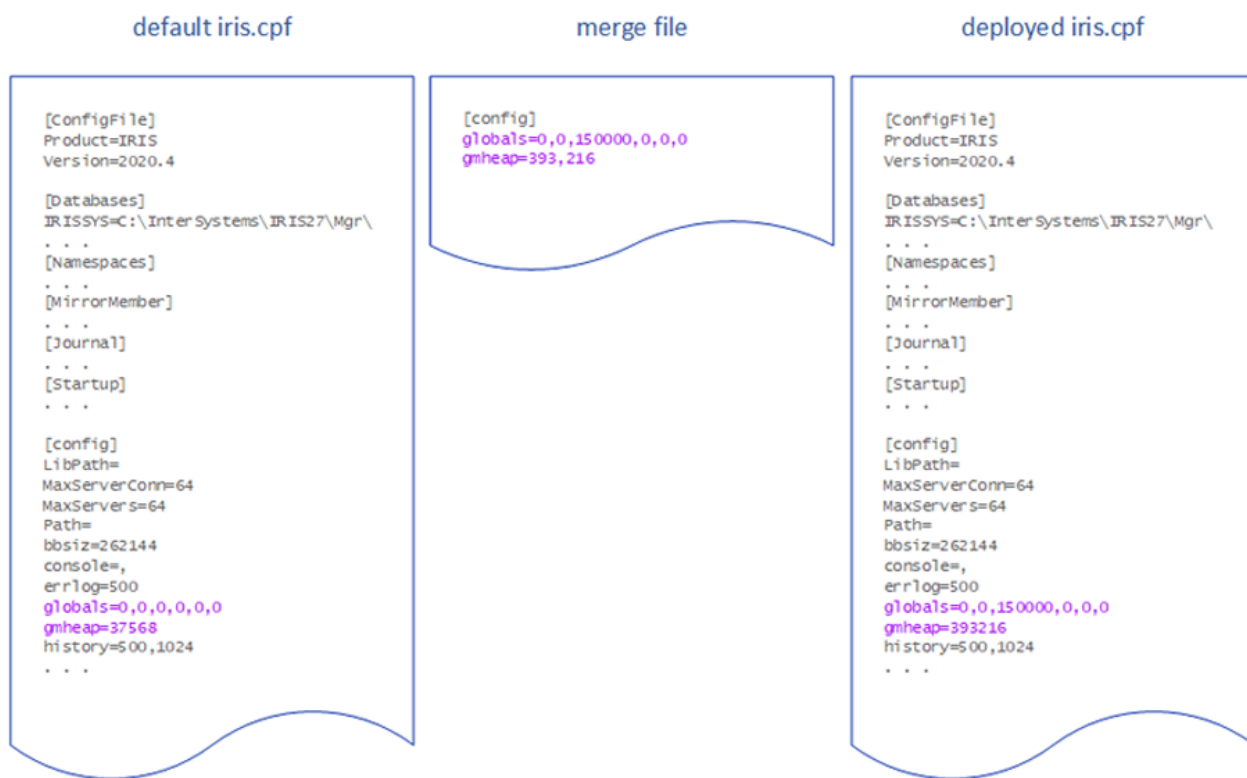 default iris.cpf
[ConfigFile]
Product=IRIS
Version=2020.4
[Databases]
IRISSYS=C:\InterSystems\IRIS27\Mgr\
. . .
[Namespaces]
. . .
[MirrorMember]
. . .
[Journal]
. . .
[Startup]
. . .
[config]
LibPath=
MaxServerConn=64
MaxServers=64
Path=
bbsiz=262144
console=,
errlog=500
globals=0,0,0,0,0,0
gmheap=37568
history=500,1024
. . .
merge file
[config]
globals=0,0,150000,0,0,0
gmheap=393,216
deployed iris.cpf
[ConfigFile]
Product=IRIS
Version=2020.4
[Databases]
IRISSYS=C:\InterSystems\IRIS27\Mgr\
. . .
[Namespaces]
. . .
[MirrorMember]
. . .
[Journal]
. . .
[Startup]
. . .
[config]
LibPath=
MaxServerConn=64
MaxServers=64
Path=
bbsiz=262144
console=,
errlog=500
globals=0,0,150000,0,0,0
gmheap=393216
history=500,1024
. . .